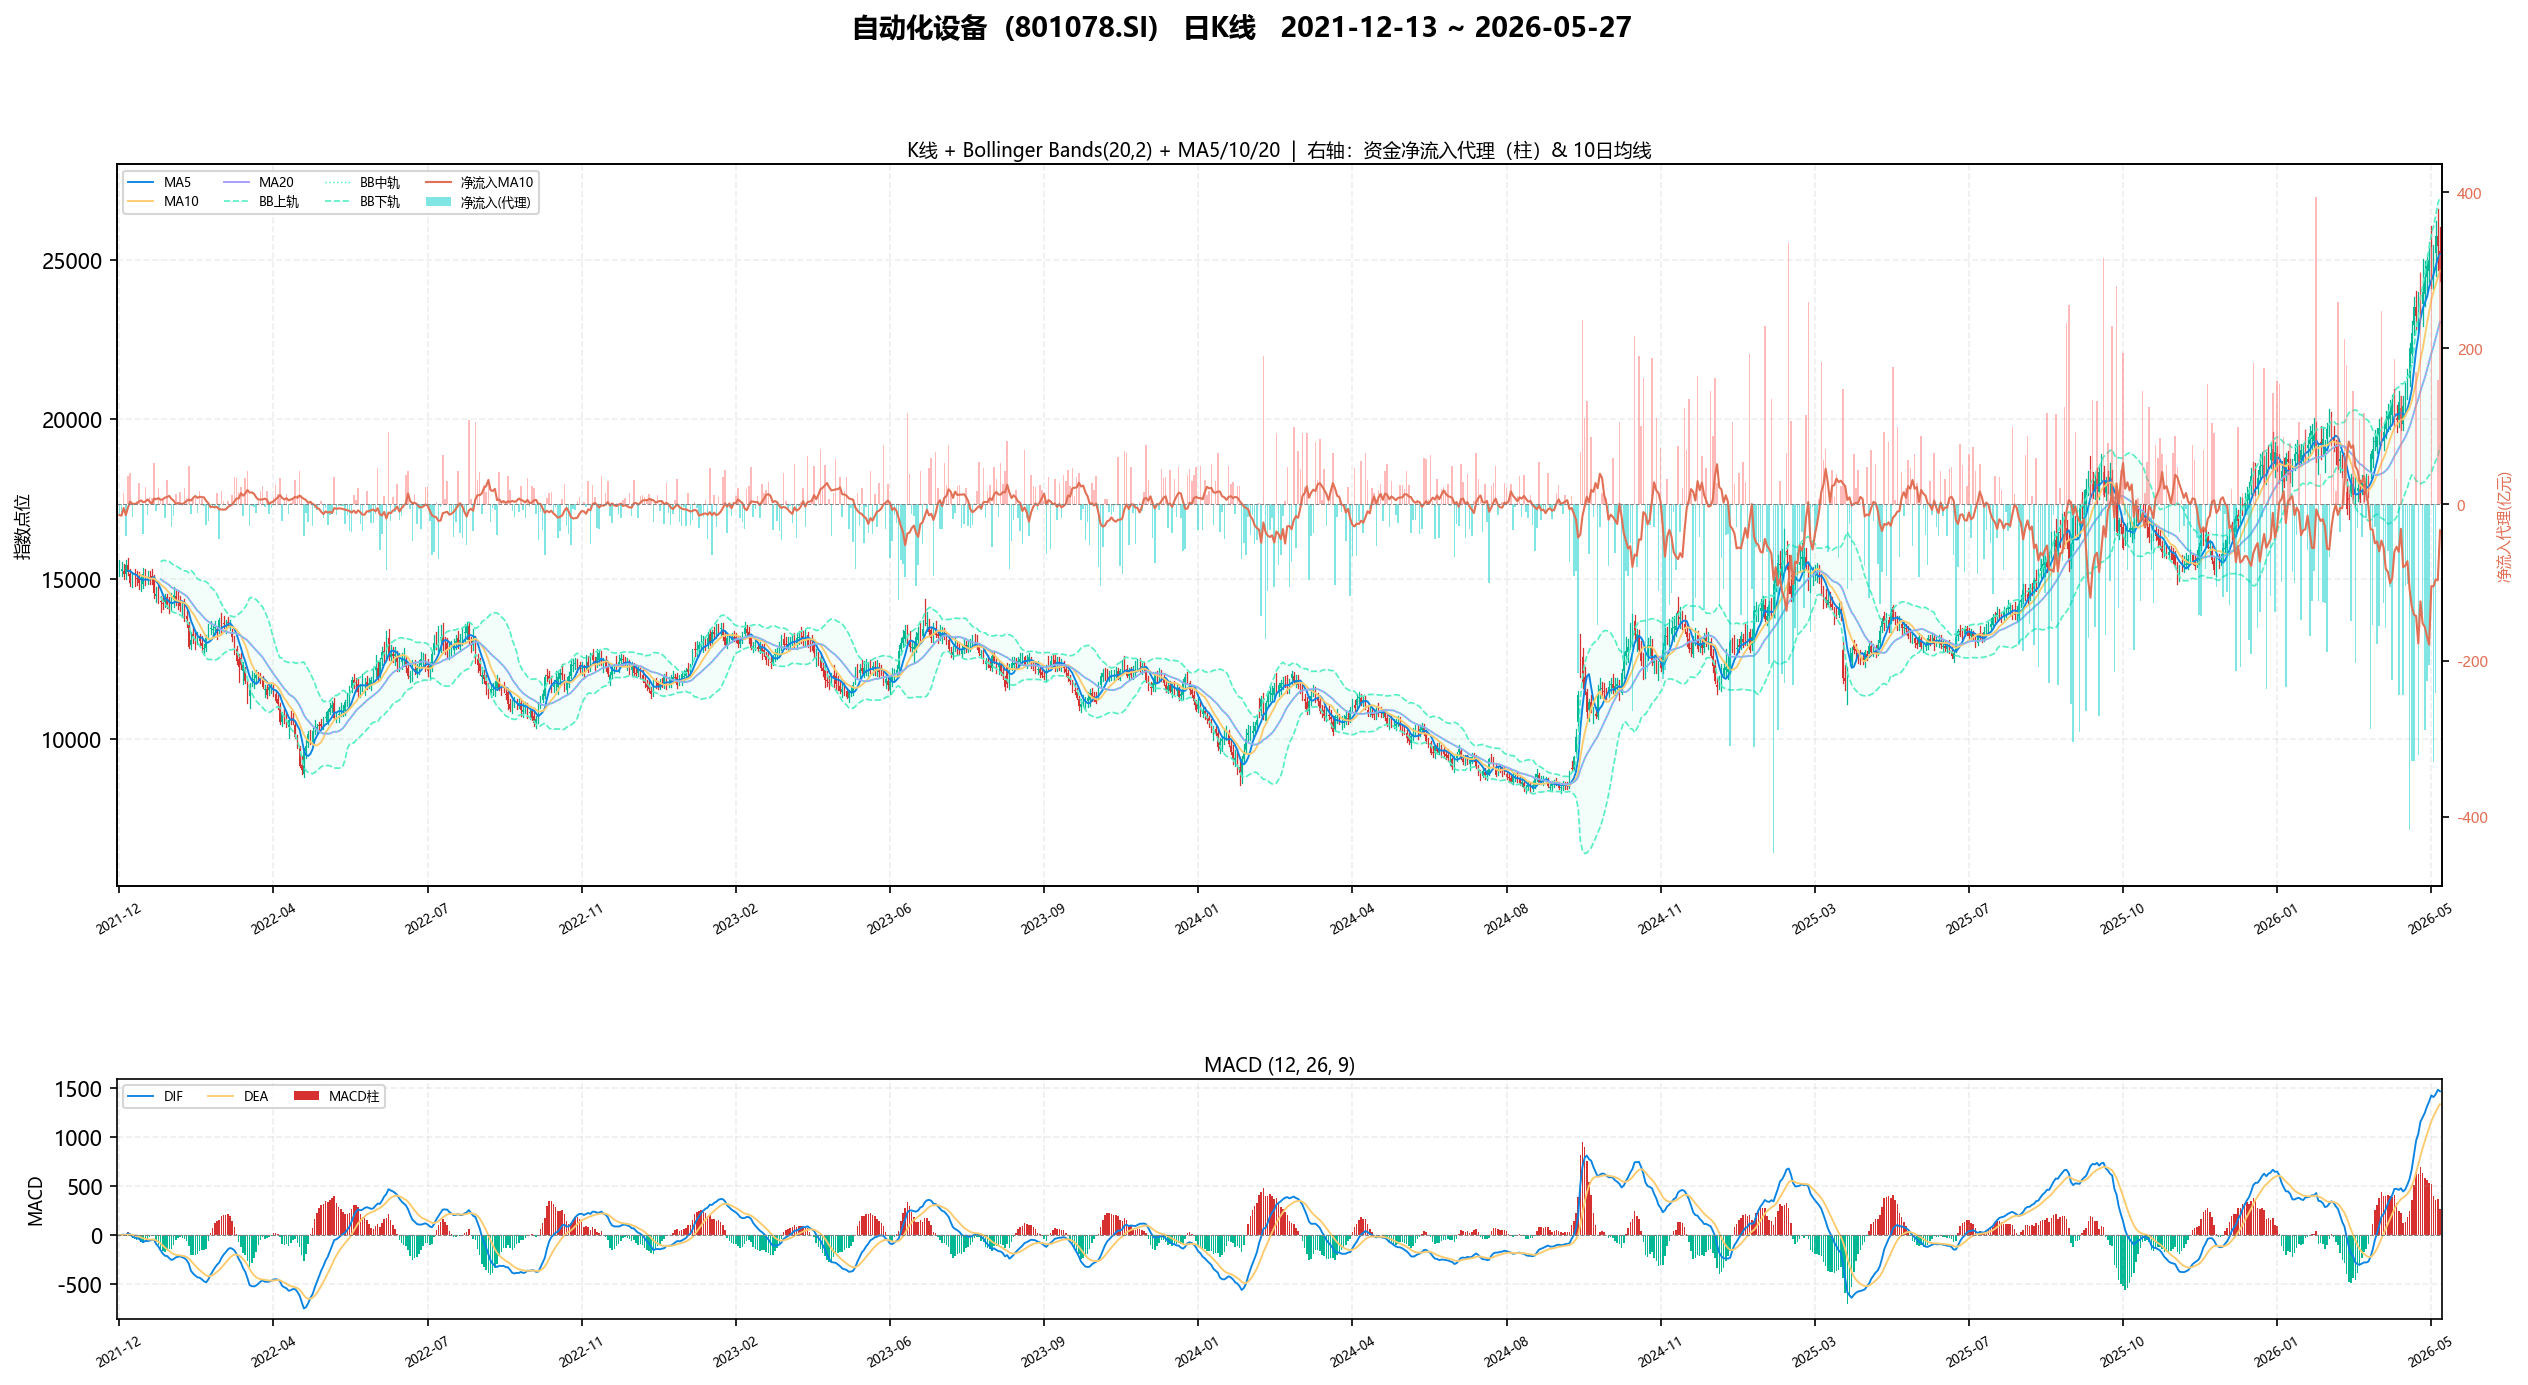 自动化设备 (801078.SI) 日K线 2021-12-13 ~ 2026-05-27
K线 + Bollinger Bands(20,2) + MA5/10/20 | 右轴：资金净流入代理（柱）& 10日均线
MA5 MA20 BB中轨 净流入MA10
MA10 BB上轨 BB下轨 净流入(代理)
指数点位
25000
20000
15000
10000
400
200
0
-200
-400
净流入代理(亿元)
2021-12 2022-04 2022-07 2022-11 2023-02 2023-06 2023-09 2024-01 2024-04 2024-08 2024-11 2025-03 2025-07 2025-10 2026-01 2026-05
MACD (12, 26, 9)
DIF DEA MACD柱
MACD
1500
1000
500
0
-500
2021-12 2022-04 2022-07 2022-11 2023-02 2023-06 2023-09 2024-01 2024-04 2024-08 2024-11 2025-03 2025-07 2025-10 2026-01 2026-05